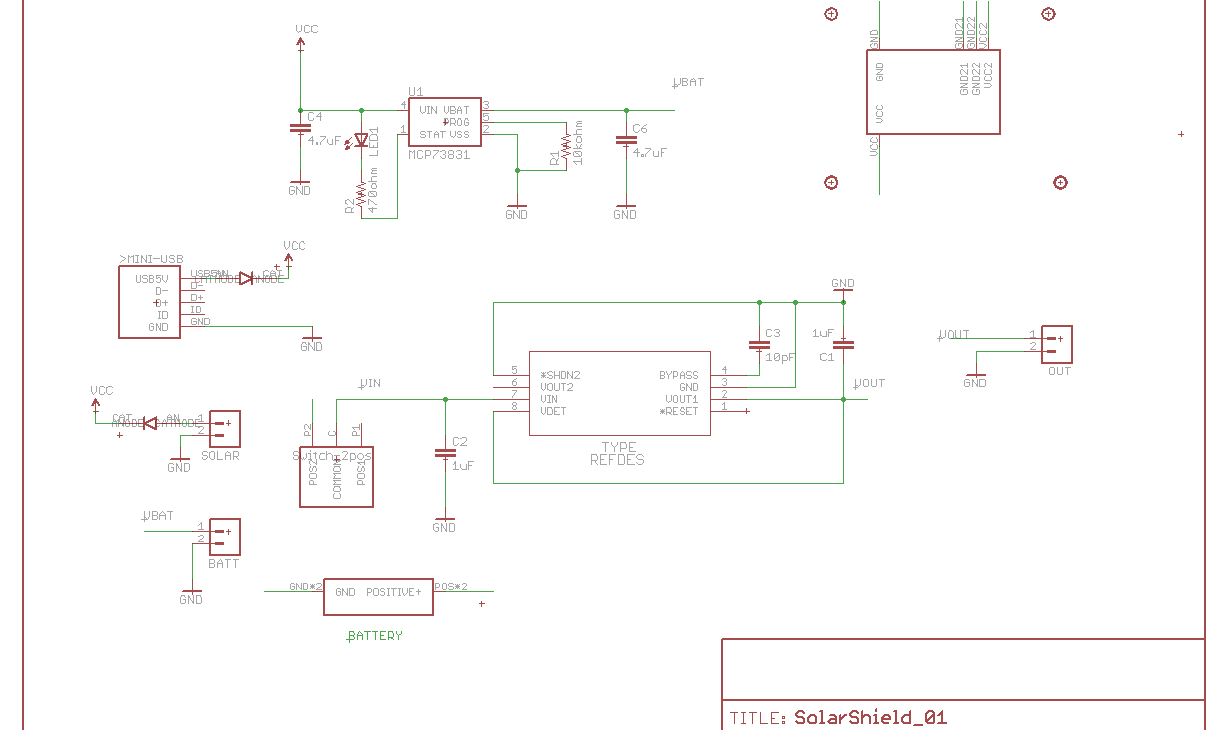 VCC
GND
GND21
GND22
VCC2
GND
GND21
GND22
VCC2
VCC
VCC
U1
VBAT
4
VIN VBAT
3
PROG
5
1
STAT VSS
2
MCP73831
C4
4.7uF
LED1
R2
470ohm
R1
10kohm
C6
4.7uF
GND
GND
GND
>MINI-USB
VCC
USB5V
D-
D+
ID
GND
USB5V
D-
D+
ID
GND
AN
CAT
CATHODE
ANODE
GND
GND
C3
10pF
1uF
C1
5
*SHDN2
BYPASS
4
6
VOUT2
GND
3
7
VIN
VOUT1
2
8
VDET
*RESET
1
TYPE
REFDES
VOUT
VOUT
1
2
GND
OUT
VCC
CAT
AN
ANODE
CATHODE
1
2
GND
SOLAR
VIN
P2
C
P1
Switch_2pos
POS2
COMMON
POS1
C2
1uF
GND
VBAT
1
2
BATT
GND
GND*2
GND
POSITIVE+
POS*2
BATTERY
TITLE: SolarShield_01